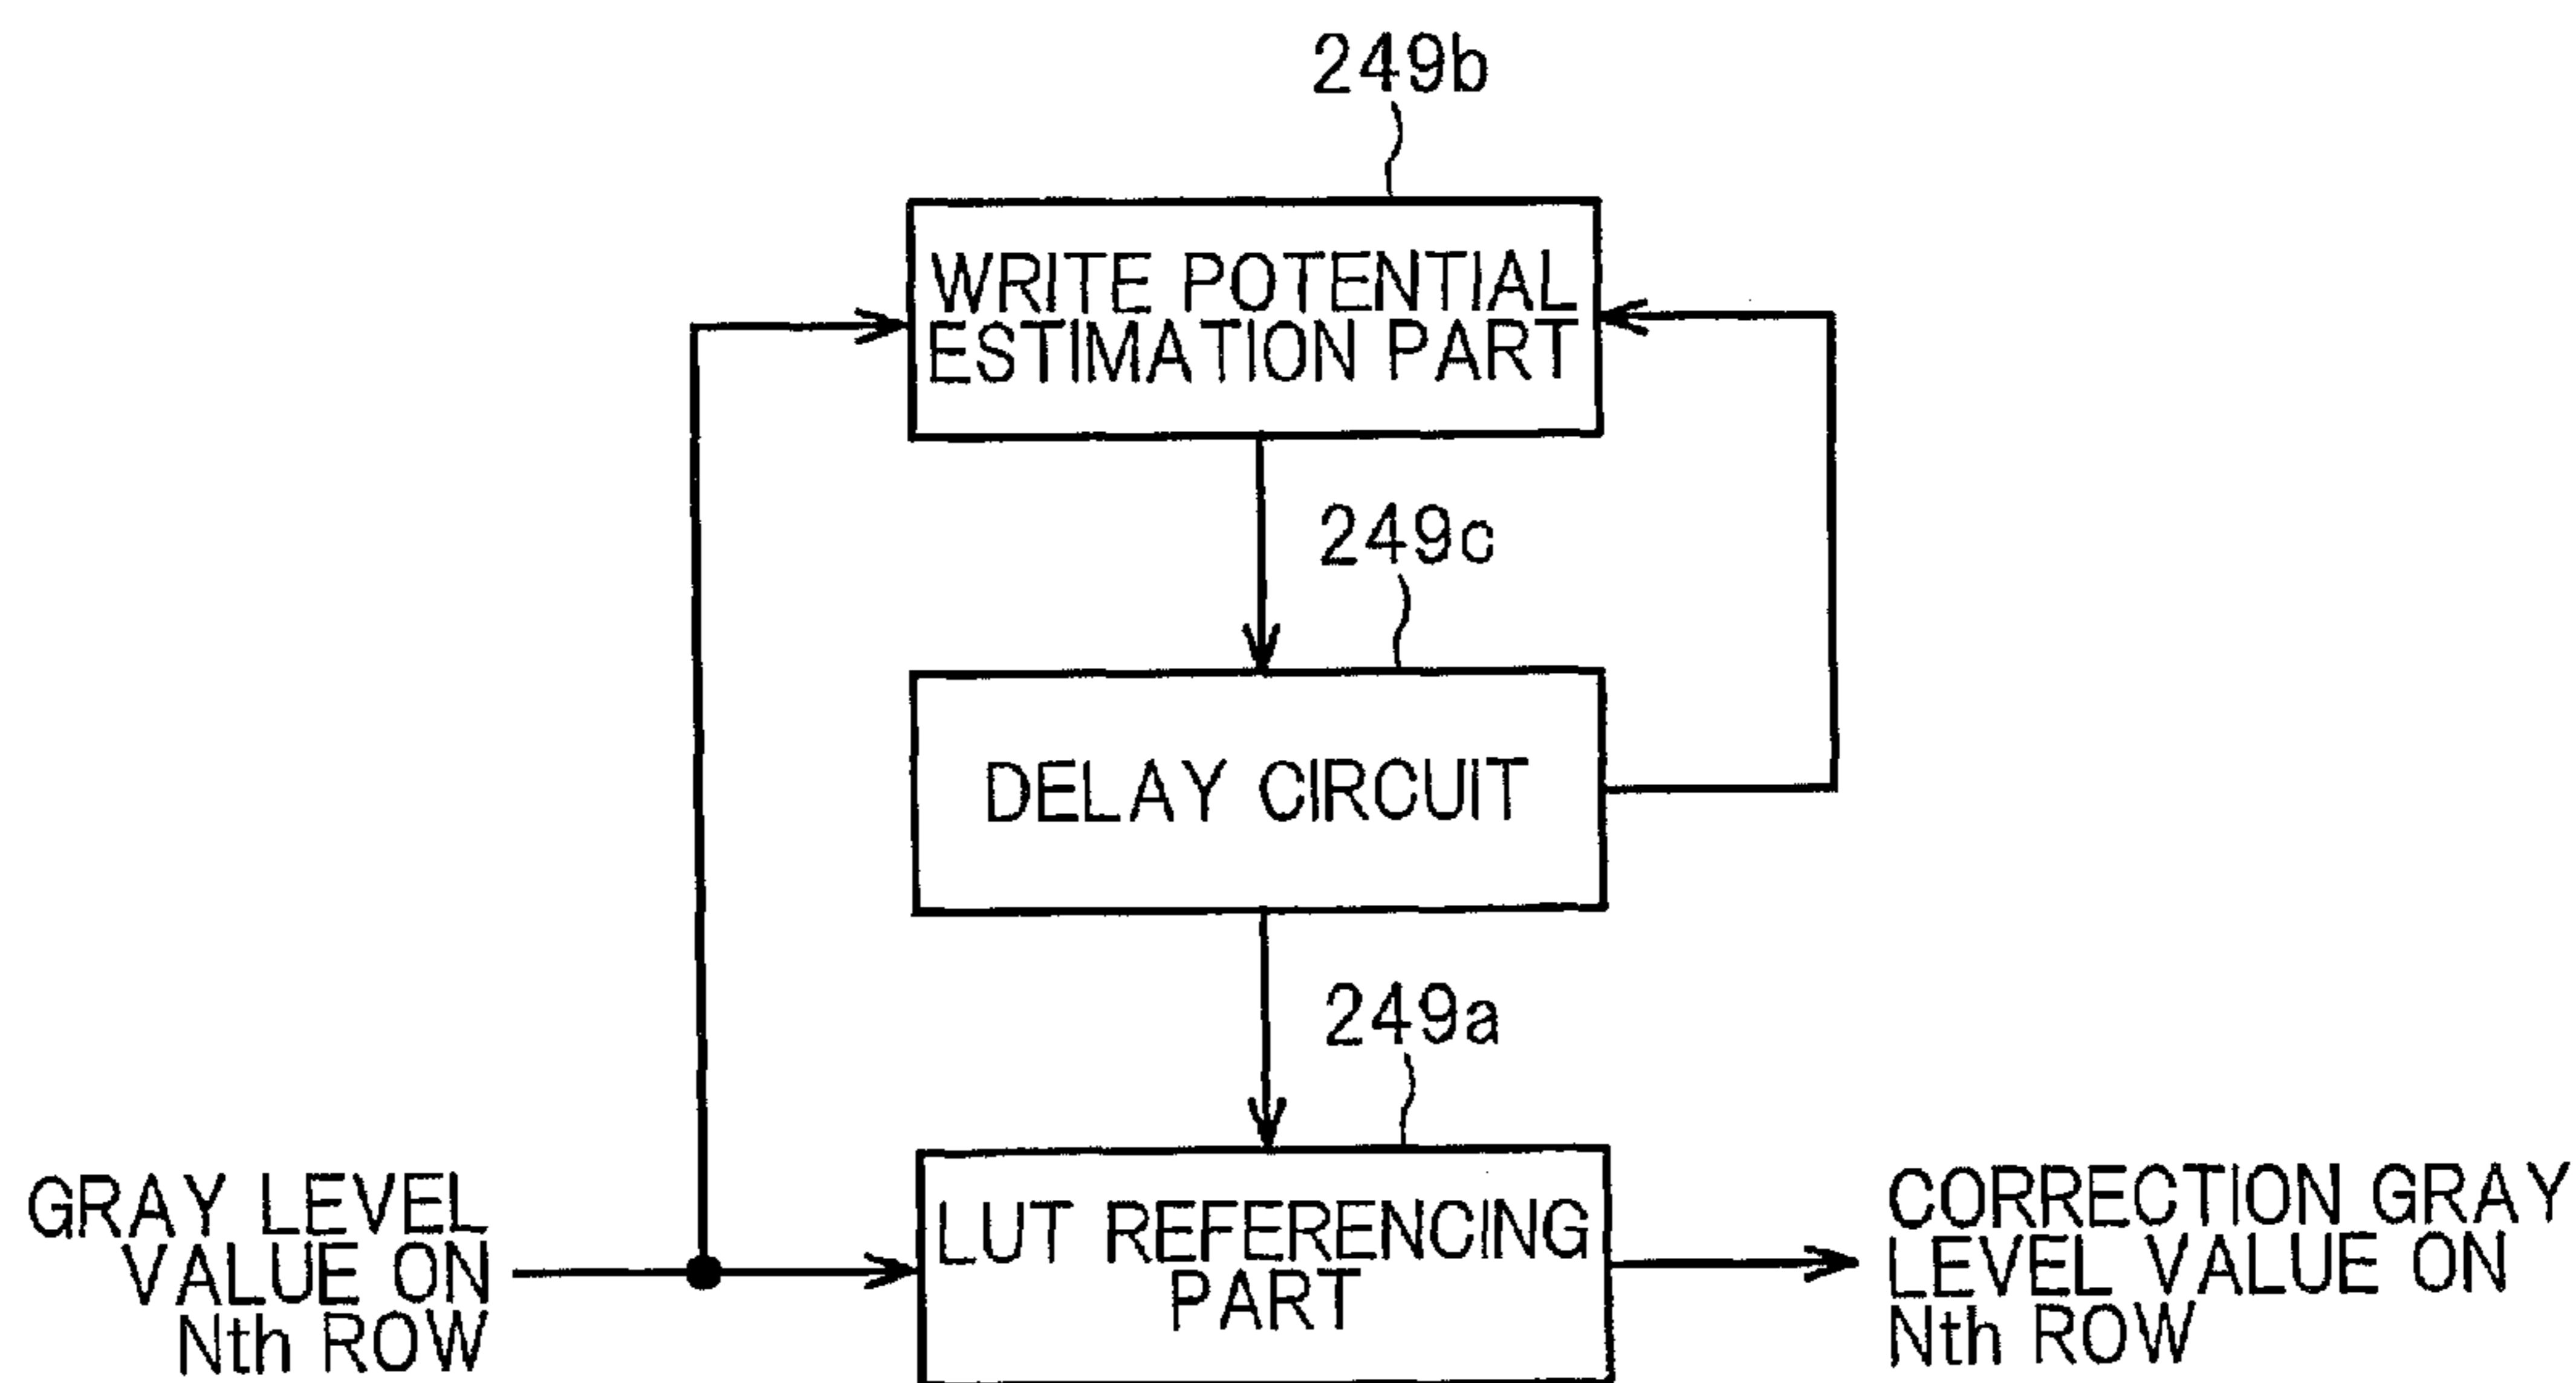 249b
WRITE POTENTIAL
ESTIMATION PART
249c
DELAY CIRCUIT
249a
LUT REFERENCING
PART
GRAY LEVEL
VALUE ON
Nth ROW
CORRECTION GRAY
LEVEL VALUE ON
Nth ROW